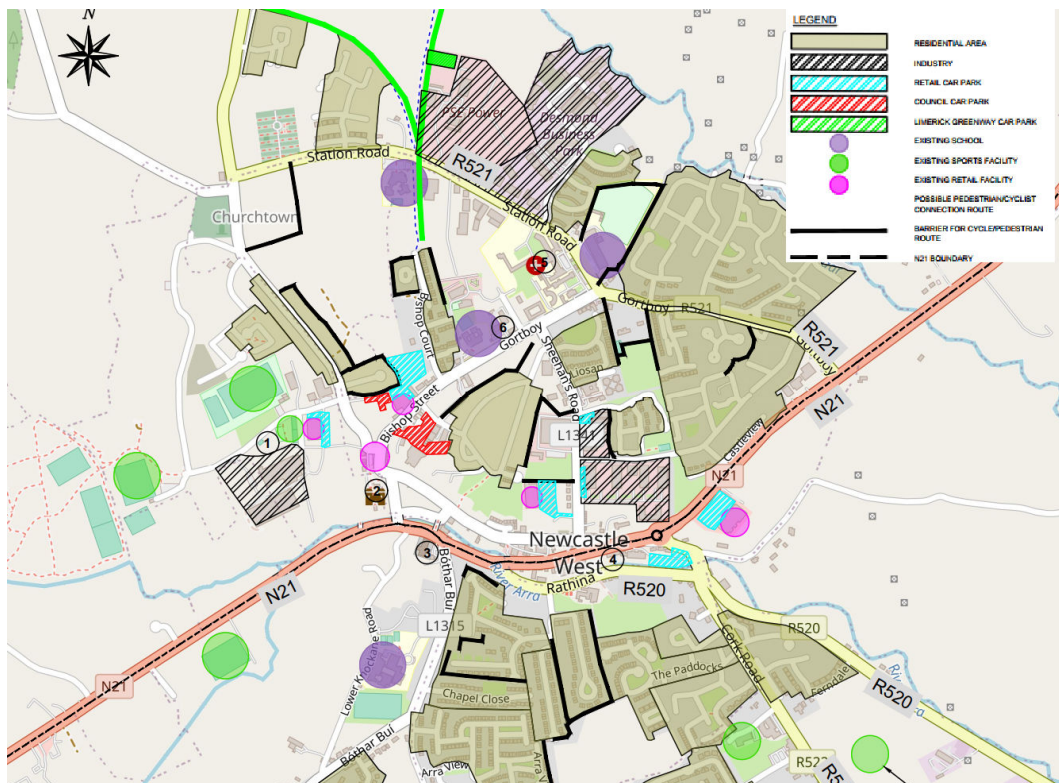 N
LEGEND
RESIDENTIAL AREA
INDUSTRY
RETAIL CAR PARK
COUNCIL CAR PARK
LIMERICK GREENWAY CAR PARK
EXISTING SCHOOL
EXISTING SPORTS FACILITY
EXISTING RETAIL FACILITY
POSSIBLE PEDESTRIAN/CYCLIST
CONNECTION ROUTE
BARRIER FOR CYCLE/PEDESTRIAN
ROUTE
N21 BOUNDARY
PSE Power
Desmond
Business
Park
Station Road
R521
Station Road
Churchtown
5
Gortboy
R521
R521
Gortboy
Bishop Court
6
Gortboy
Sheehan's Road
Liosan
N21
Bishop Street
L1341
Castleview
1
2
N21
3
Newcastle
West
4
Rathina
R520
River Arra
Bothar Bui
N21
L1315
Lower Knockane Road
Cork Road
R520
The Paddocks
Ferndale
R520
N21
Chapel Close
Bothar Bui
Arra View
R522